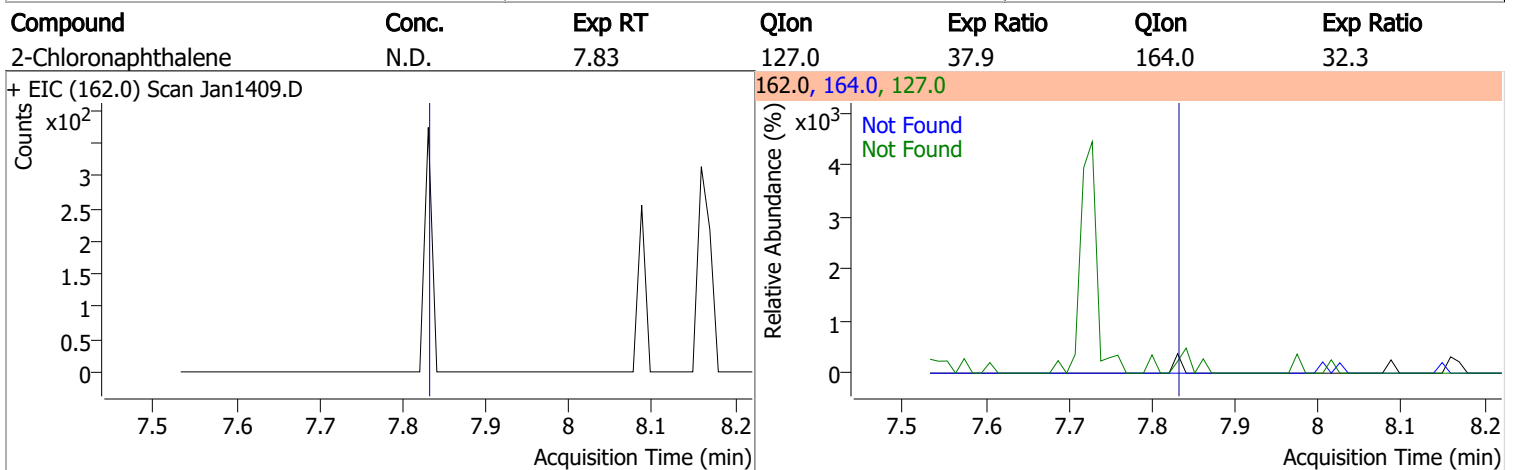 Compound Conc. Exp RT QIon Exp Ratio QIon Exp Ratio
2-Chloronaphthalene N.D. 7.83 127.0 37.9 164.0 32.3
+ EIC (162.0) Scan Jan1409.D
Counts
x10²
3
2.5
2
1.5
1
0.5
0
7.5 7.6 7.7 7.8 7.9 8 8.1 8.2
Acquisition Time (min)
162.0, 164.0, 127.0
Relative Abundance (%)
x10³
Not Found
Not Found
4
3
2
1
0
7.5 7.6 7.7 7.8 7.9 8 8.1 8.2
Acquisition Time (min)